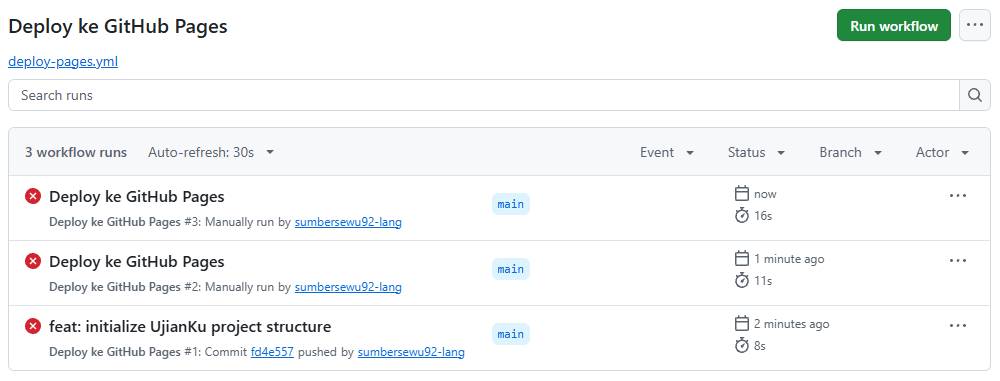 Deploy ke GitHub Pages
Run workflow
deploy-pages.yml
Search runs
3 workflow runs Auto-refresh: 30s Event Status Branch Actor
Deploy ke GitHub Pages
Deploy ke GitHub Pages #3: Manually run by sumbersewu92-lang
main
now
16s
Deploy ke GitHub Pages
Deploy ke GitHub Pages #2: Manually run by sumbersewu92-lang
main
1 minute ago
11s
feat: initialize UjianKu project structure
Deploy ke GitHub Pages #1: Commit fd4e557 pushed by sumbersewu92-lang
main
2 minutes ago
8s